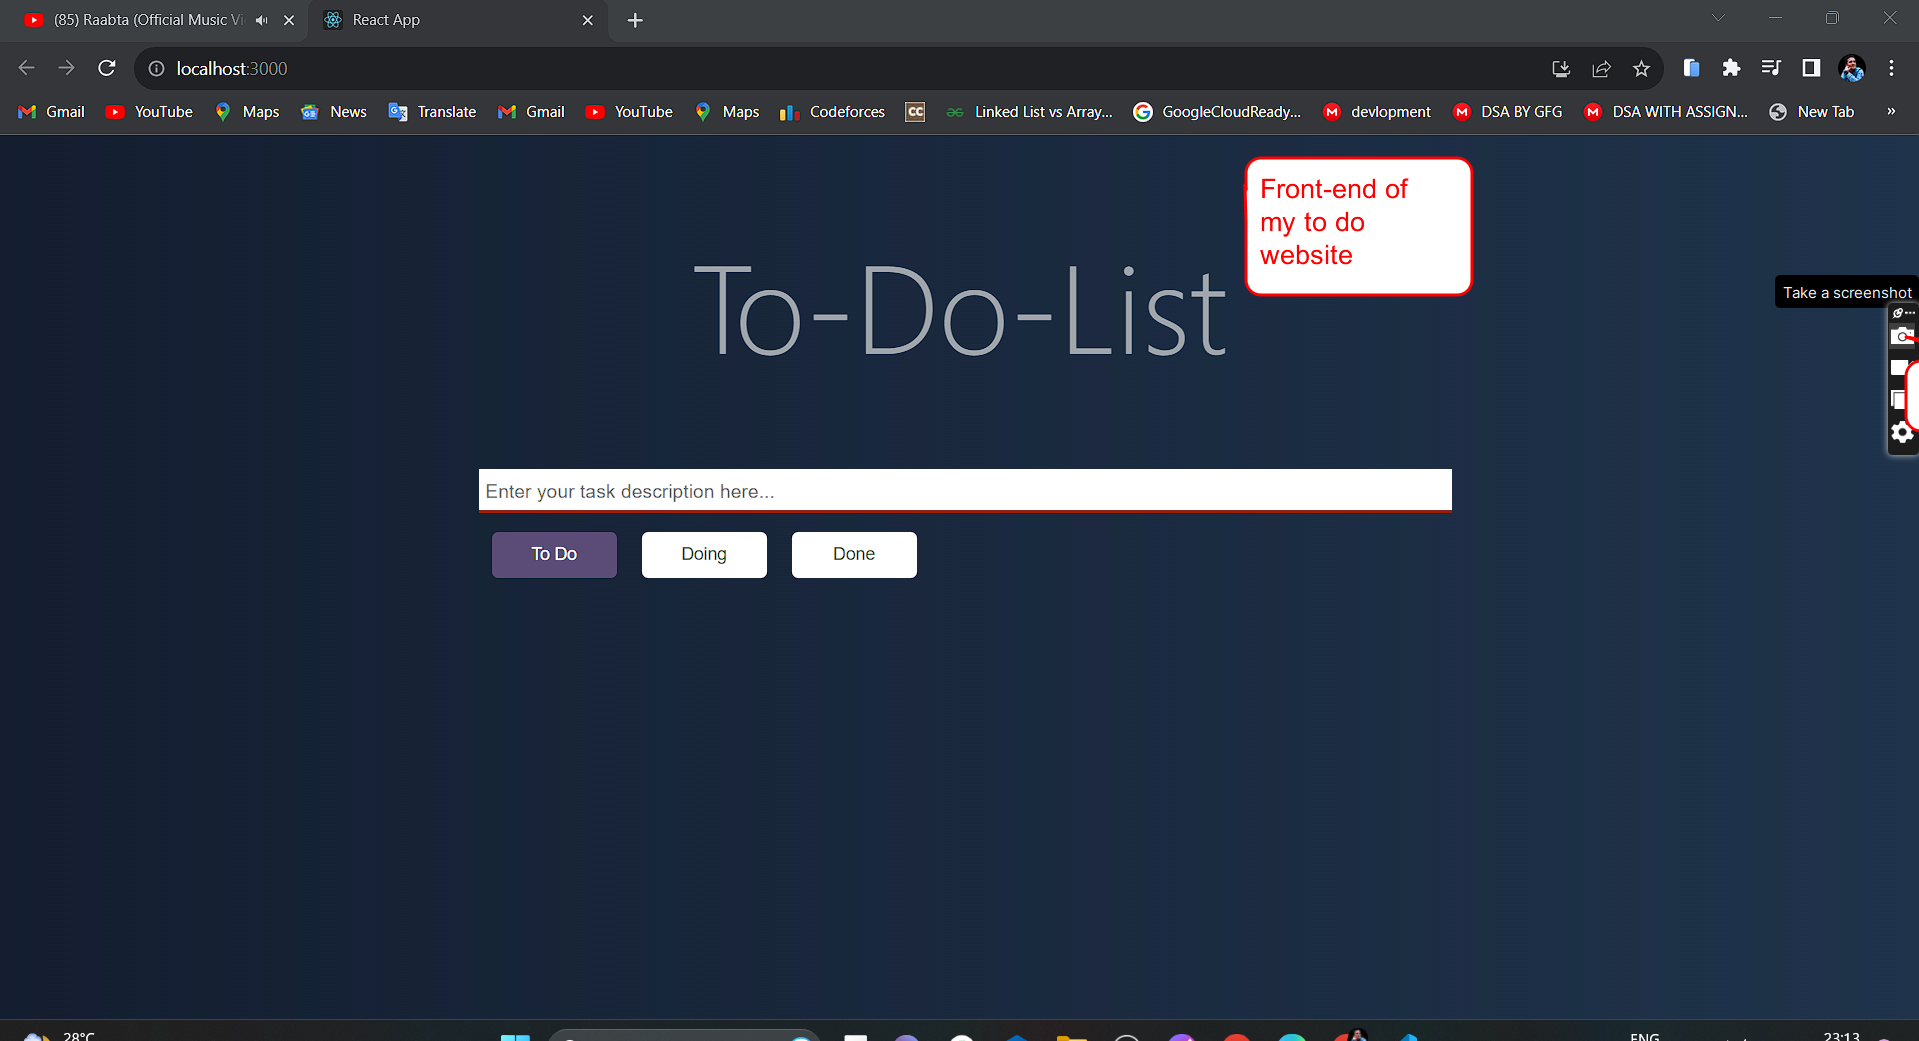 (85) Raabta (Official Music Vi
React App
localhost:3000
Gmail
YouTube
Maps
News
Translate
Gmail
YouTube
Maps
Codeforces
CC
Linked List vs Array...
GoogleCloudReady...
M
devlopment
M
DSA BY GFG
M
DSA WITH ASSIGN...
New Tab
»
Front-end of
my to do
website
To-Do-List
Take a screenshot
Enter your task description here...
To Do
Doing
Done
28°C
ENG
23:13